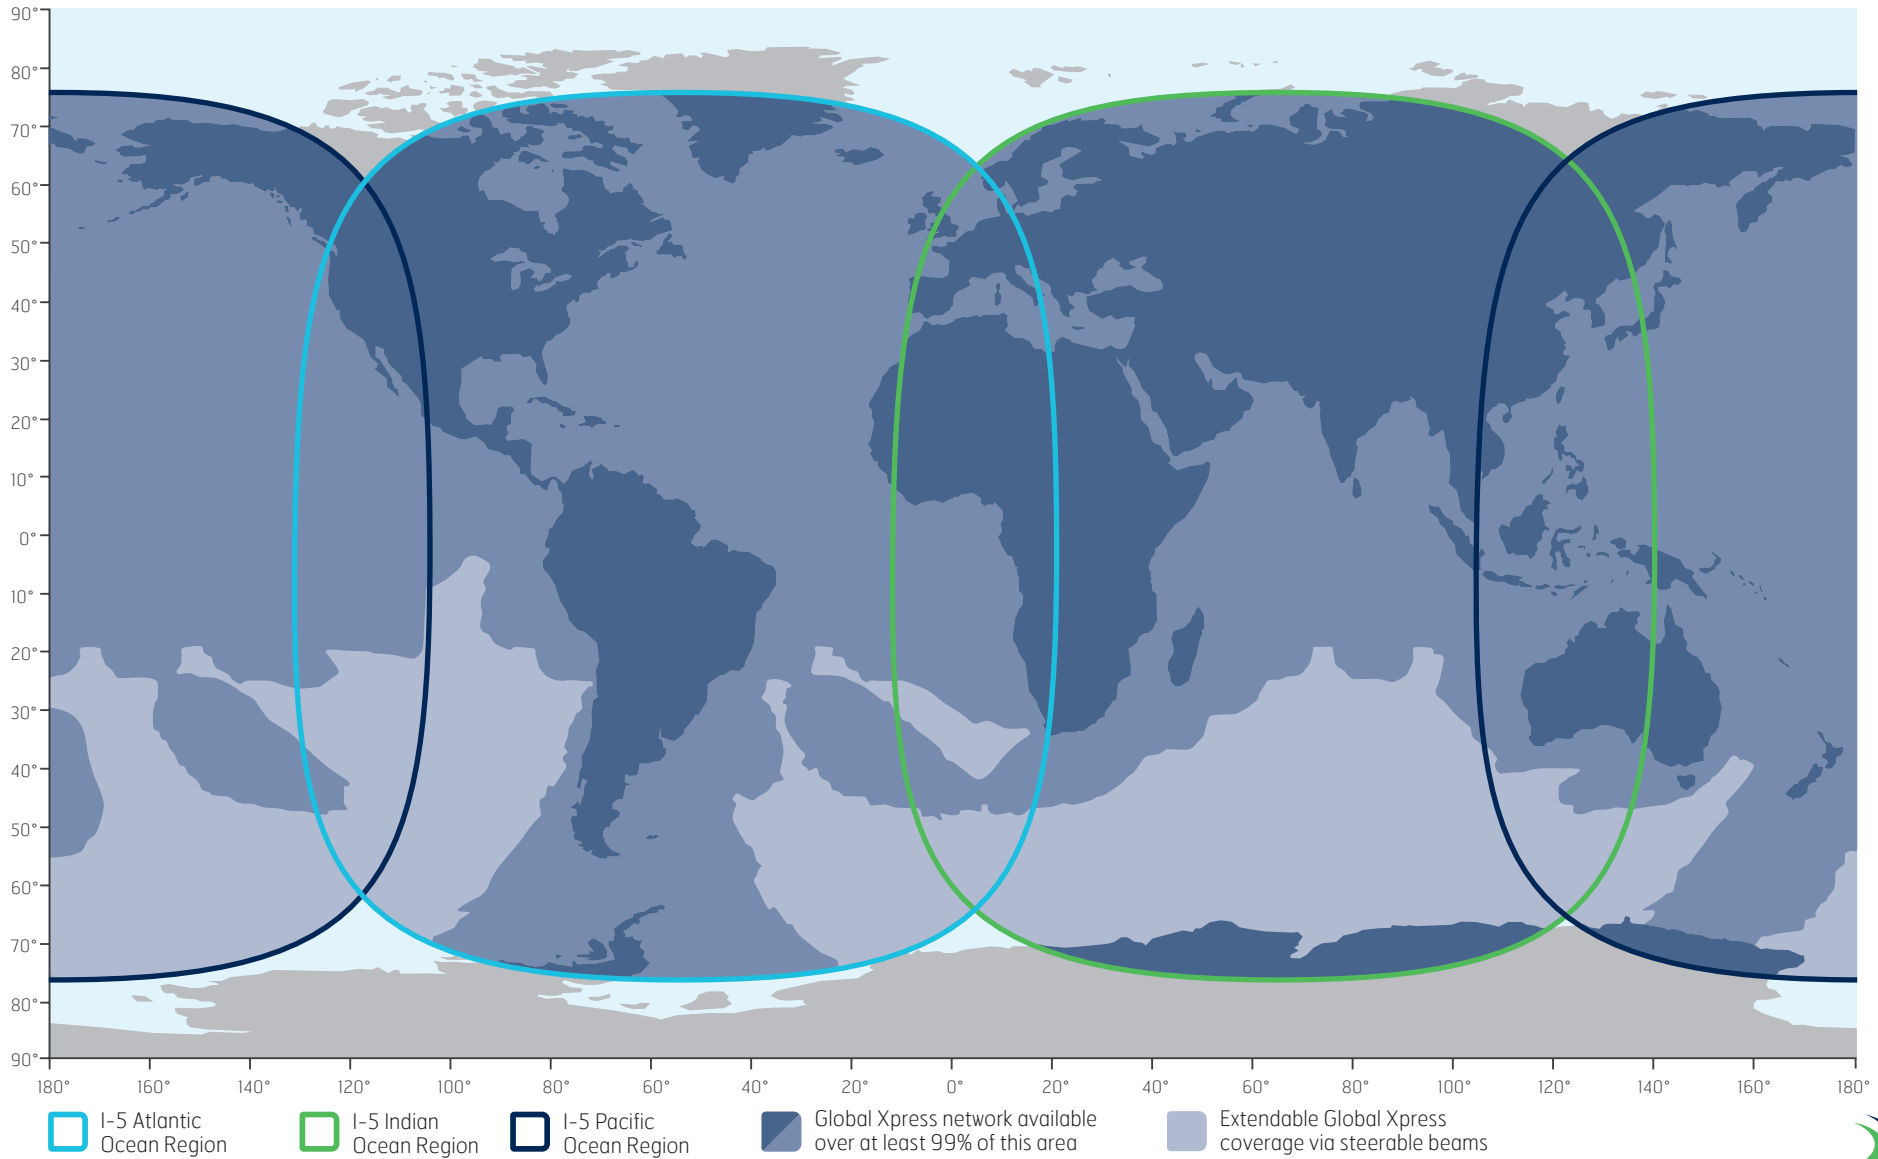 90°
80°
70°
60°
50°
40°
30°
20°
10°
0°
10°
20°
30°
40°
50°
60°
70°
80°
90°
180° 160° 140° 120° 100° 80° 60° 40° 20° 0° 20° 40° 60° 80° 100° 120° 140° 160° 180°
I-5 Atlantic
Ocean Region
I-5 Indian
Ocean Region
I-5 Pacific
Ocean Region
Global Xpress network available
over at least 99% of this area
Extendable Global Xpress
coverage via steerable beams